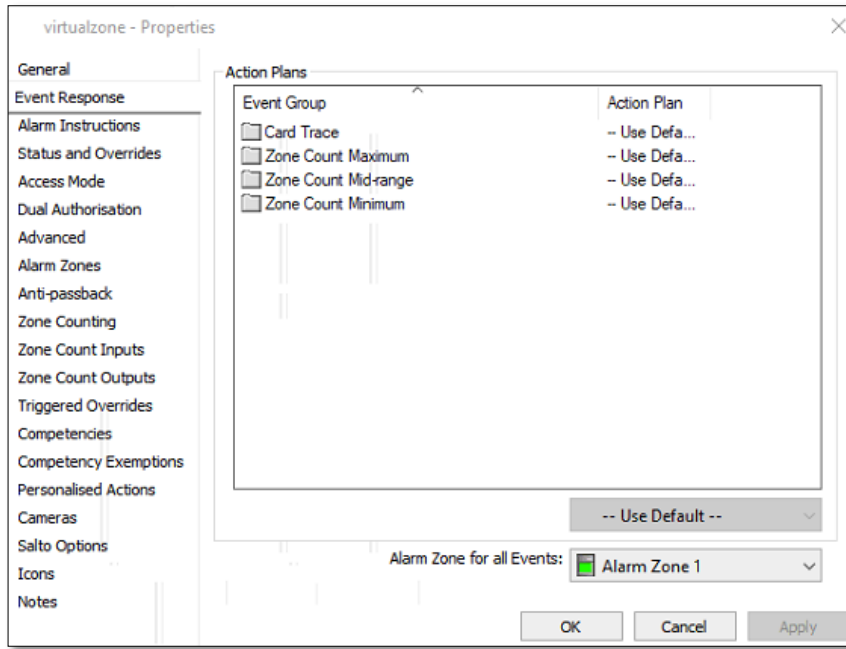 virtualzone - Properties
General
Event Response
Alarm Instructions
Status and Overrides
Access Mode
Dual Authorisation
Advanced
Alarm Zones
Anti-passback
Zone Counting
Zone Count Inputs
Zone Count Outputs
Triggered Overrides
Competencies
Competency Exemptions
Personalised Actions
Cameras
Salto Options
Icons
Notes
Action Plans
Event Group Action Plan
Card Trace -- Use Defa...
Zone Count Maximum -- Use Defa...
Zone Count Mid-range -- Use Defa...
Zone Count Minimum -- Use Defa...
-- Use Default --
Alarm Zone for all Events: Alarm Zone 1
OK Cancel Apply